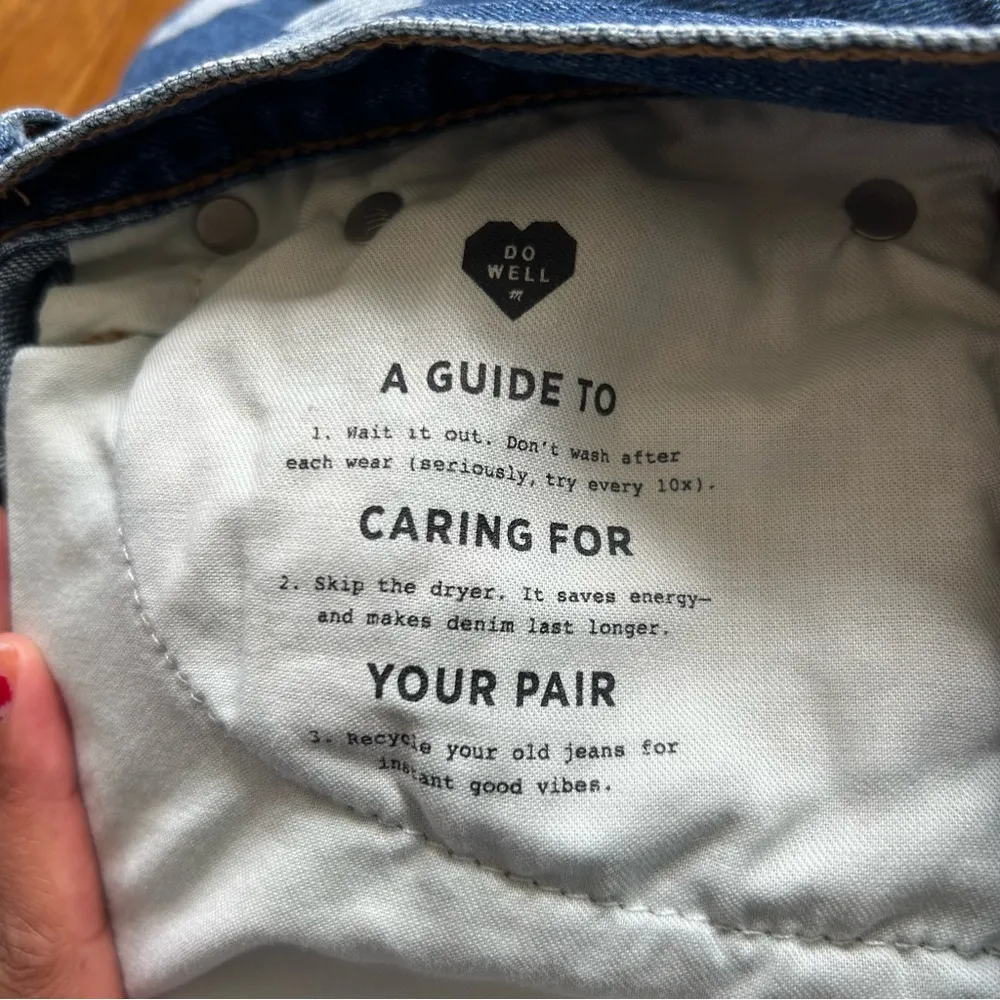 DO
WELL
m
A GUIDE TO
1. Wait it out. Don't wash after
each wear (seriously, try every 10x).
CARING FOR
2. Skip the dryer. It saves energy—
and makes denim last longer.
YOUR PAIR
3. Recycle your old jeans for
instant good vibes.